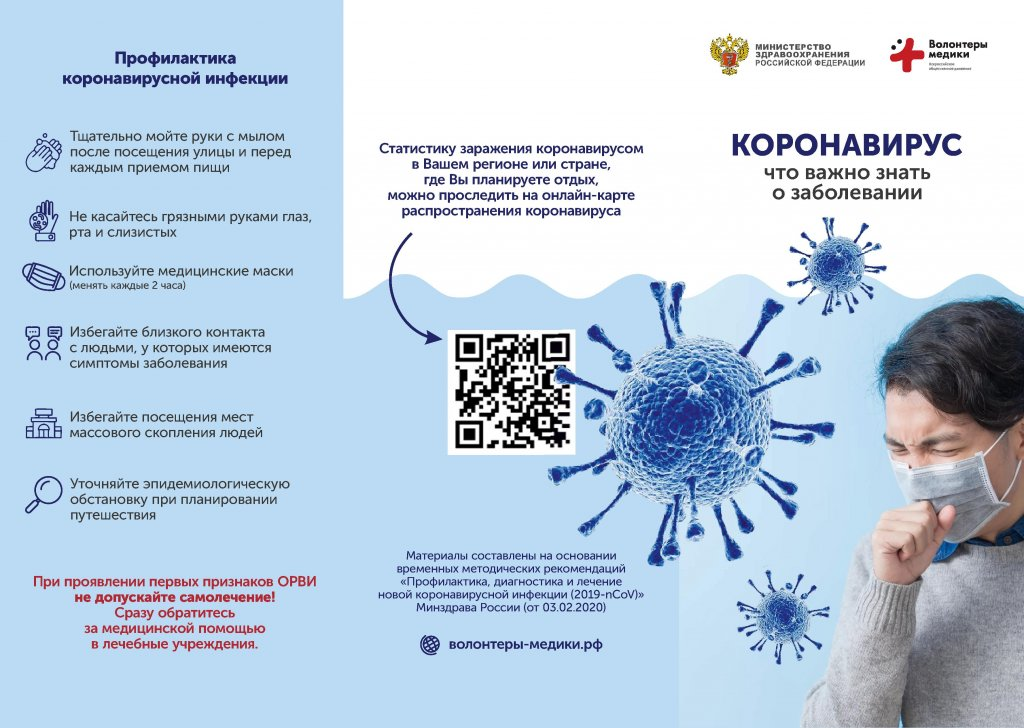 Профилактика
коронавирусной инфекции
Тщательно мойте руки с мылом
после посещения улицы и перед
каждым приемом пищи
Не касайтесь грязными руками глаз,
рта и слизистых
Используйте медицинские маски
(менять каждые 2 часа)
Избегайте близкого контакта
с людьми, у которых имеются
симптомы заболевания
Избегайте посещения мест
массового скопления людей
Уточняйте эпидемиологическую
обстановку при планировании
путешествия
При проявлении первых признаков ОРВИ
не допускайте самолечение!
Сразу обратитесь
за медицинской помощью
в лечебные учреждения.
Статистику заражения коронавирусом
в Вашем регионе или стране,
где Вы планируете отдых,
можно проследить на онлайн-карте
распространения коронавируса
Материалы составлены на основании
временных методических рекомендаций
«Профилактика, диагностика и лечение
новой коронавирусной инфекции (2019-nCoV)»
Минздрава России (от 03.02.2020)
волонтеры-медики.рф
МИНИСТЕРСТВО
ЗДРАВООХРАНЕНИЯ
РОССИЙСКОЙ ФЕДЕРАЦИИ
Волонтеры
медики
Всероссийское
общественное движение
КОРОНАВИРУС
что важно знать
о заболевании